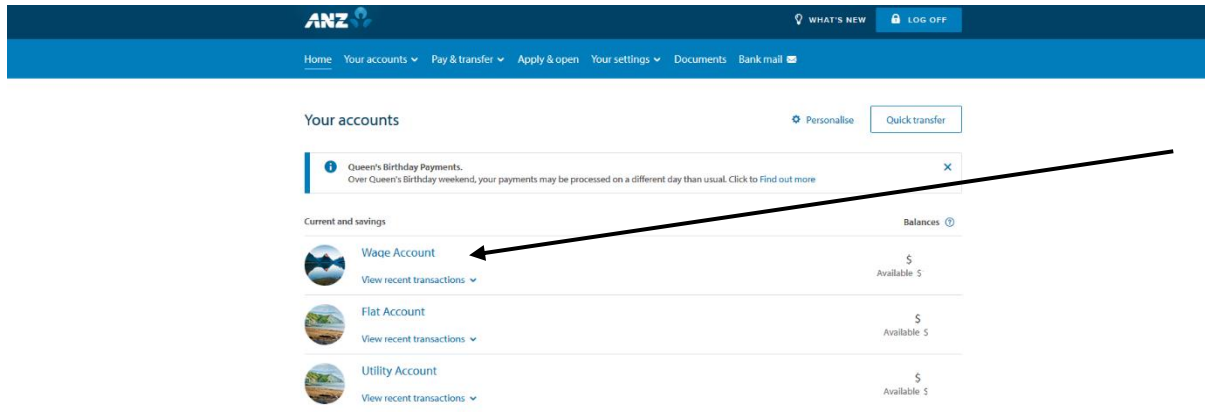 ANZ
WHAT'S NEW
LOG OFF
Home Your accounts Pay & transfer Apply & open Your settings Documents Bank mail
Your accounts
Personalise
Quick transfer
Queen's Birthday Payments.
Over Queen's Birthday weekend, your payments may be processed on a different day than usual. Click to Find out more
Current and savings
Balances
Wage Account
$
View recent transactions
Available $
Flat Account
$
View recent transactions
Available $
Utility Account
$
View recent transactions
Available $